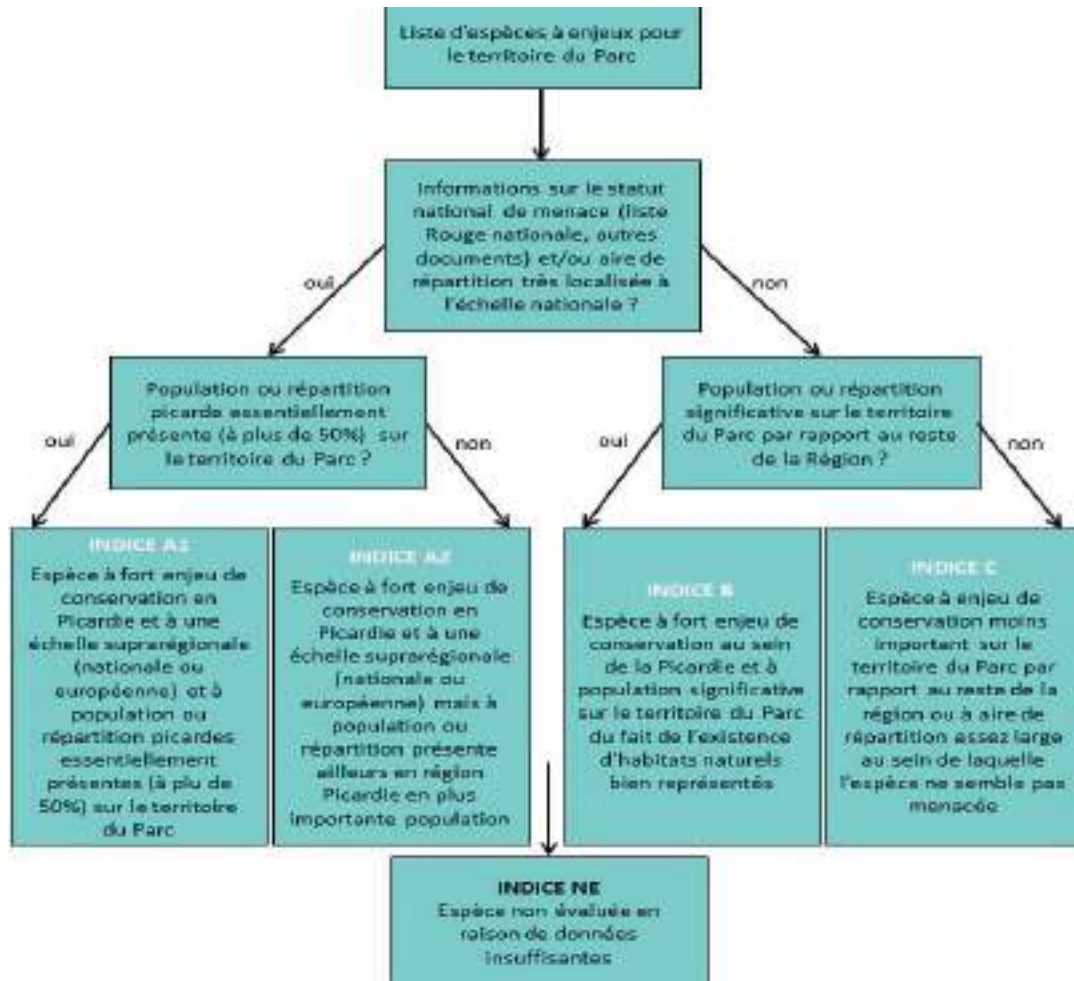 Liste d'espèces à enjeux pour
le territoire du Parc
Informations sur le statut
national de menace (liste
Rouge nationale, autres
documents) et/ou aire de
répartition très localisée à
l'échelle nationale ?
oui
non
Population ou répartition
picarde essentiellement
présente (à plus de 50%) sur
le territoire du Parc ?
Population ou répartition
significative sur le territoire
du Parc par rapport au reste
de la Région ?
oui
non
oui
non
INDICE A1
Espèce à fort enjeu de
conservation en
Picardie et à une
échelle suprarégionale
(nationale ou
européenne) et à
population ou
répartition picardes
essentiellement
présentes (à plu de
50%) sur le territoire
du Parc
INDICE A2
Espèce à fort enjeu de
conservation en
Picardie et à une
échelle suprarégionale
(nationale ou
européenne) mais à
population ou
répartition présente
ailleurs en région
Picardie en plus
importante population
INDICE B
Espèce à fort enjeu de
conservation au sein
de la Picardie et à
population significative
sur le territoire du Parc
du fait de l'existence
d'habitats naturels
bien représentés
INDICE C
Espèce à enjeu de
conservation moins
important sur le
territoire du Parc par
rapport au reste de la
région ou à aire de
répartition assez large
au sein de laquelle
l'espèce ne semble pas
menacée
INDICE NE
Espèce non évaluée en
raison de données
insuffisantes